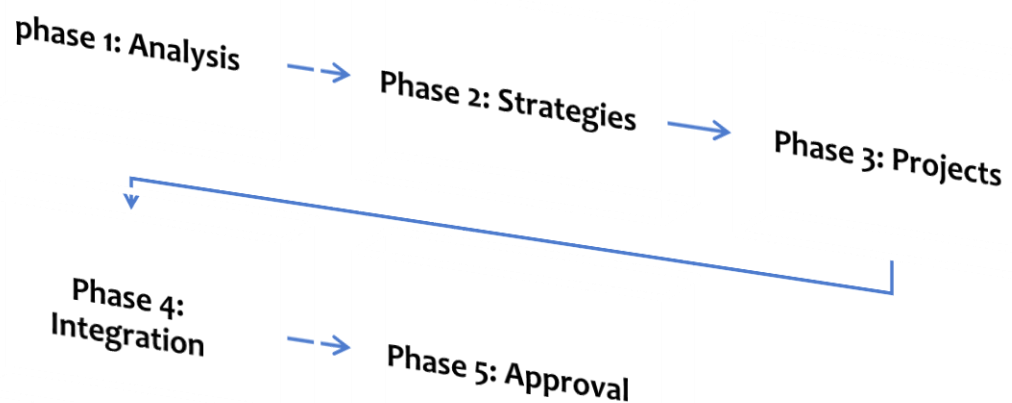 phase 1: Analysis
Phase 2: Strategies
Phase 3: Projects
Phase 4:
Integration
Phase 5: Approval